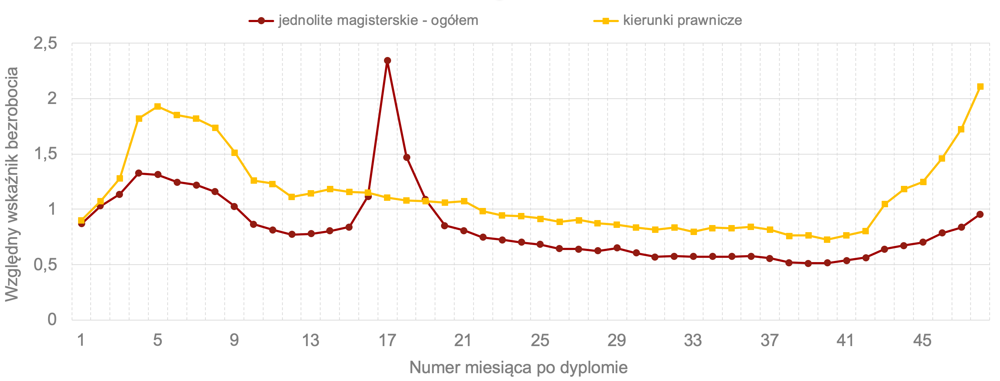 jednolite magisterskie - ogółem
kierunki prawnicze
Względny wskaźnik bezrobocia
2,5
2
1,5
1
0,5
0
1 5 9 13 17 21 25 29 33 37 41 45
Numer miesiąca po dyplomie